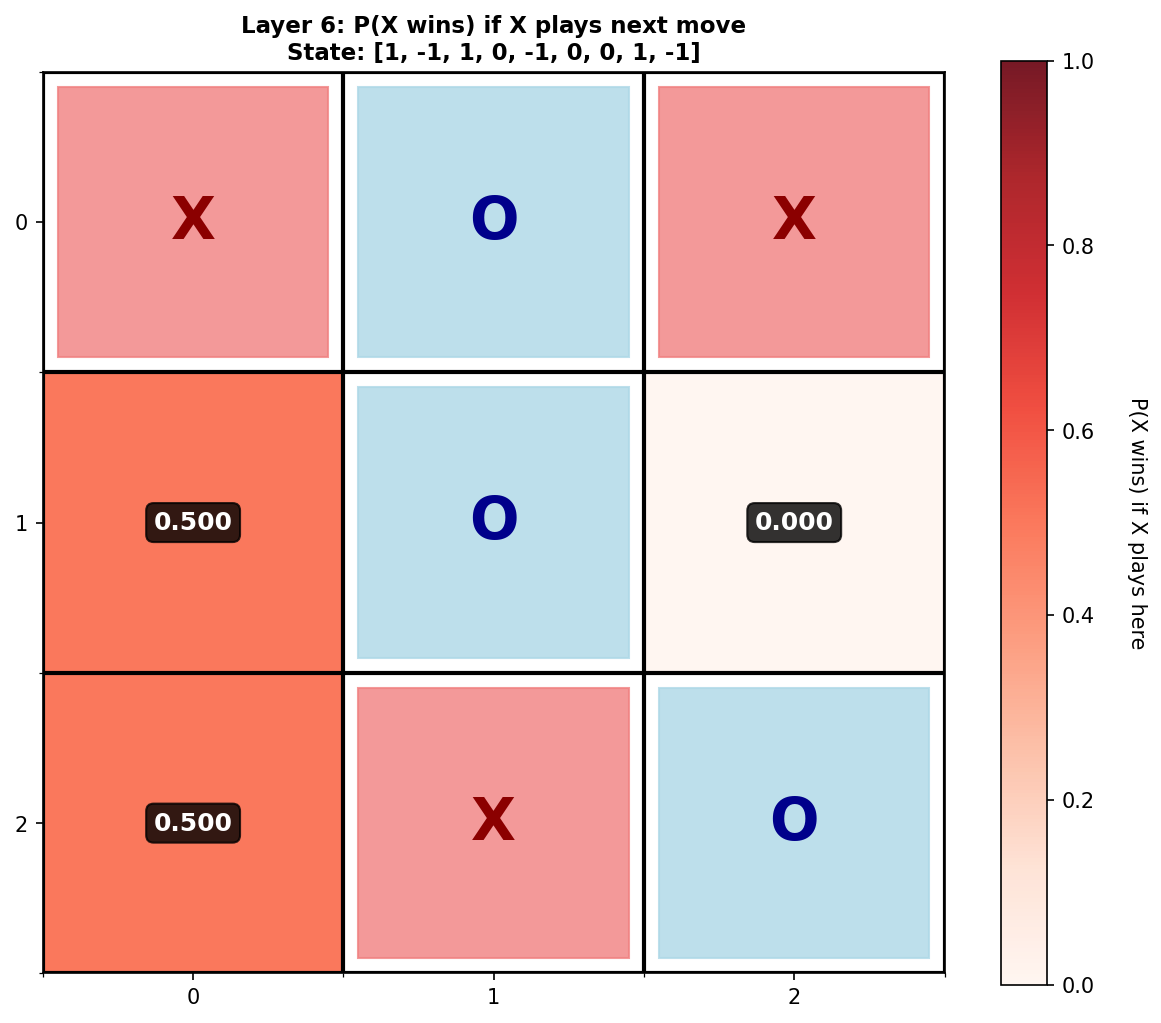 Layer 6: P(X wins) if X plays next move
State: [1, -1, 1, 0, -1, 0, 0, 1, -1]
X O X
0.500 O 0.000
0.500 X O
0
1
2
0 1 2
1.0
0.8
0.6
0.4
0.2
0.0
P(X wins) if X plays here